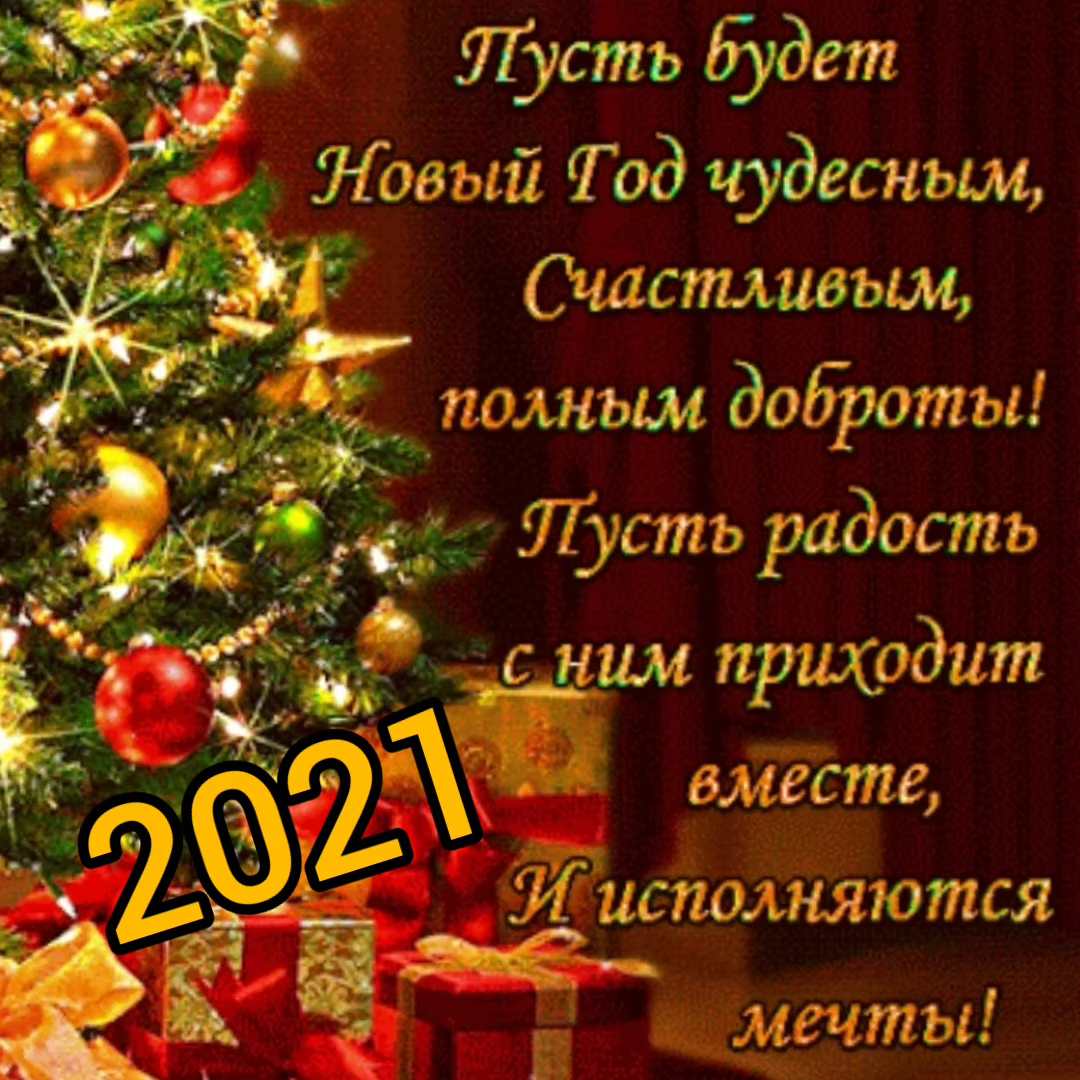 Пусть будет
Новый Год чудесным,
Счастливым,
полным доброты!
Пусть радость
с ним приходит
вместе,
И исполняются
мечты!
2021